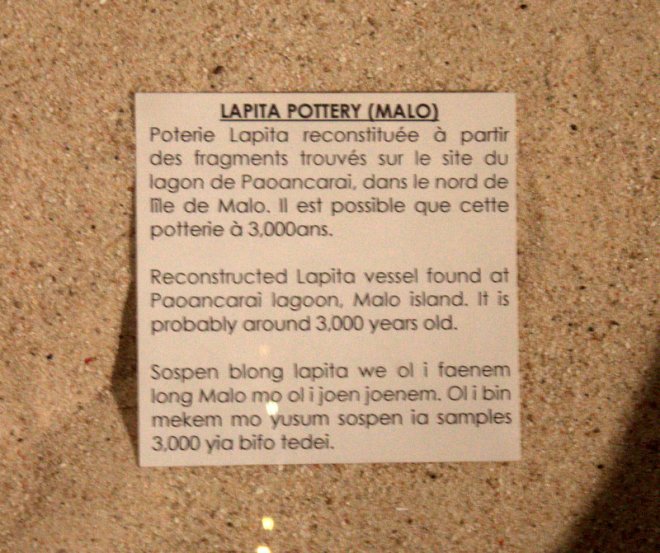 LAPITA POTTERY (MALO)
Poterie Lapita reconstituée à partir
des fragments trouvés sur le site du
lagon de Paoancarai, dans le nord de
l'île de Malo. Il est possible que cette
potterie à 3,000ans.
Reconstructed Lapita vessel found at
Paoancarai lagoon, Malo island. It is
probably around 3,000 years old.
Sospen blong lapita we ol i faenem
long Malo mo ol i joen joenem. Ol i bin
mekem mo yusum sospen ia samples
3,000 yia bifo tedei.